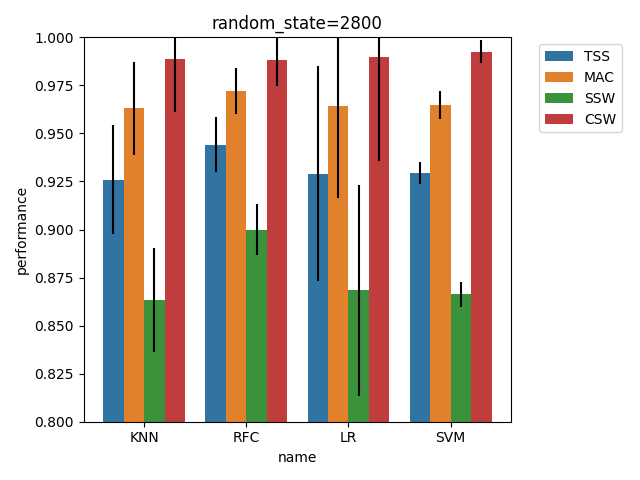 random_state=2800
1.000
0.975
0.950
0.925
0.900
0.875
0.850
0.825
0.800
performance
KNN
RFC
LR
SVM
name
TSS
MAC
SSW
CSW